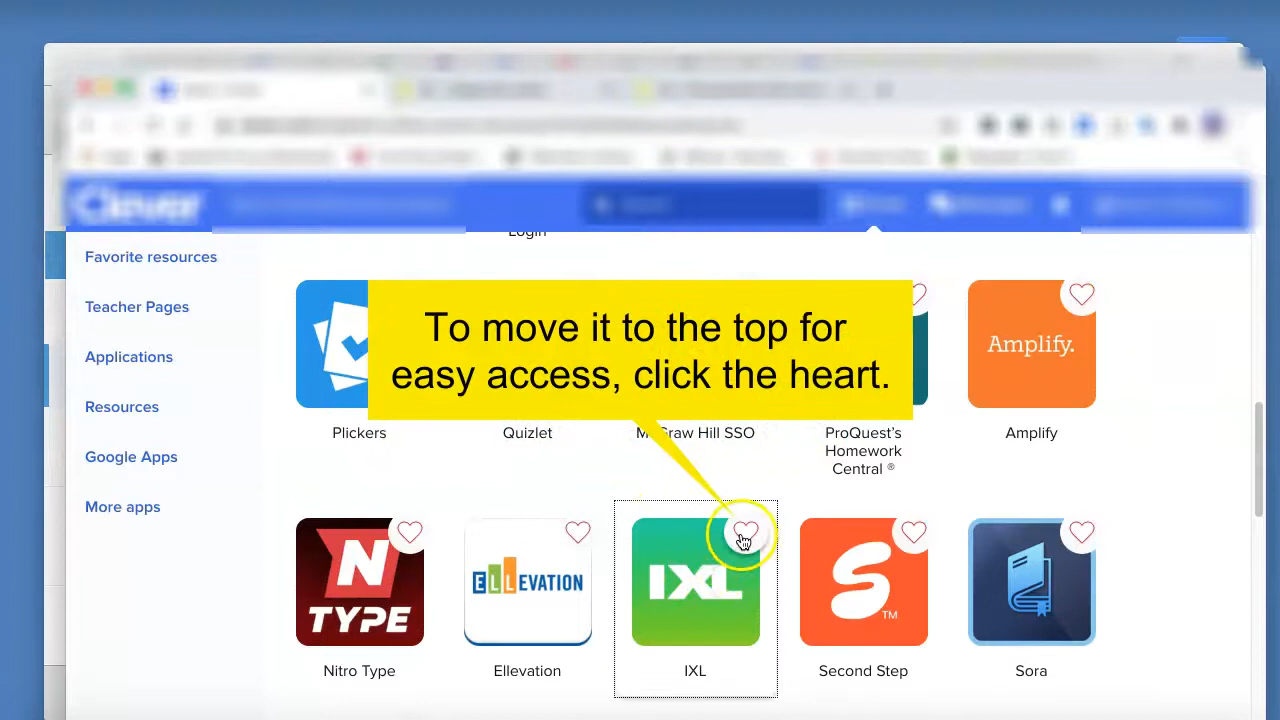 Clever
Login
Favorite resources
Teacher Pages
Applications
Resources
Google Apps
More apps
To move it to the top for
easy access, click the heart.
Amplify.
Plickers
Quizlet
McGraw Hill SSO
ProQuest's
Homework
Central ®
Amplify
N
TYPE
ELLEVATION
IXL
S
TM
Nitro Type
Ellevation
IXL
Second Step
Sora